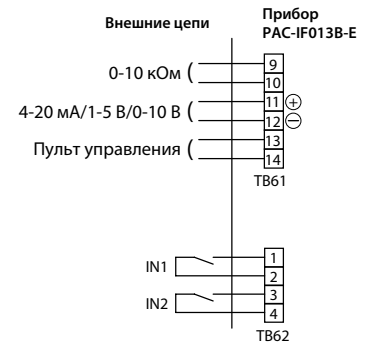 Внешние цепи
Прибор
PAC-IF013B-E
0-10 кОм (
9
10
4-20 мА/1-5 В/0-10 В (
11 +
12 −
Пульт управления (
13
14
TB61
IN1
1
2
IN2
3
4
TB62